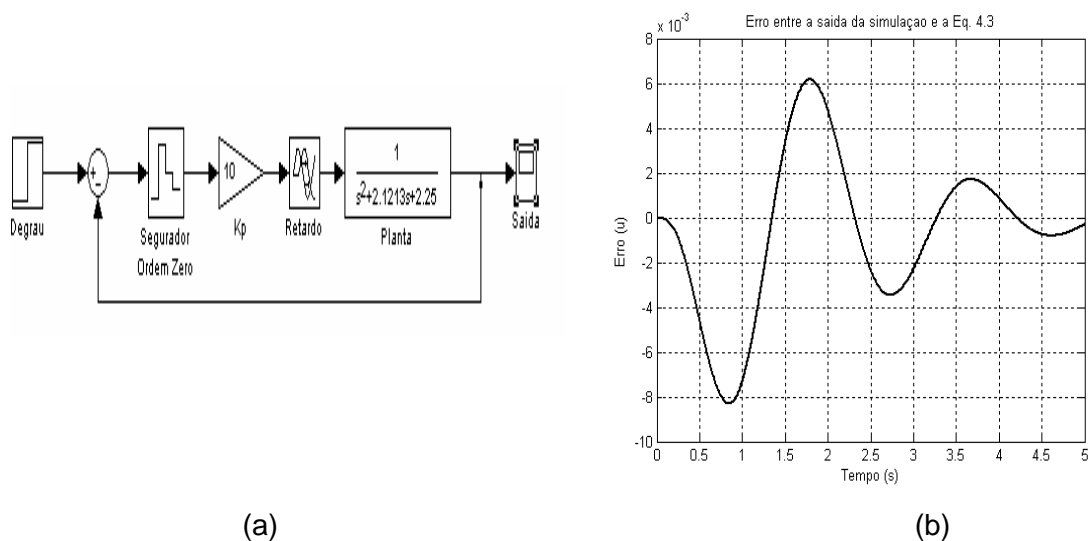 Degrau
+
-
Segurador
Ordem Zero
10
Kp
Retardo
1
s²+2.1213s+2.25
Planta
Saida
(a)
Erro entre a saida da simulaçao e a Eq. 4.3
x 10⁻³
8
6
4
2
0
-2
-4
-6
-8
-10
Erro (u)
0 0.5 1 1.5 2 2.5 3 3.5 4 4.5 5
Tempo (s)
(b)